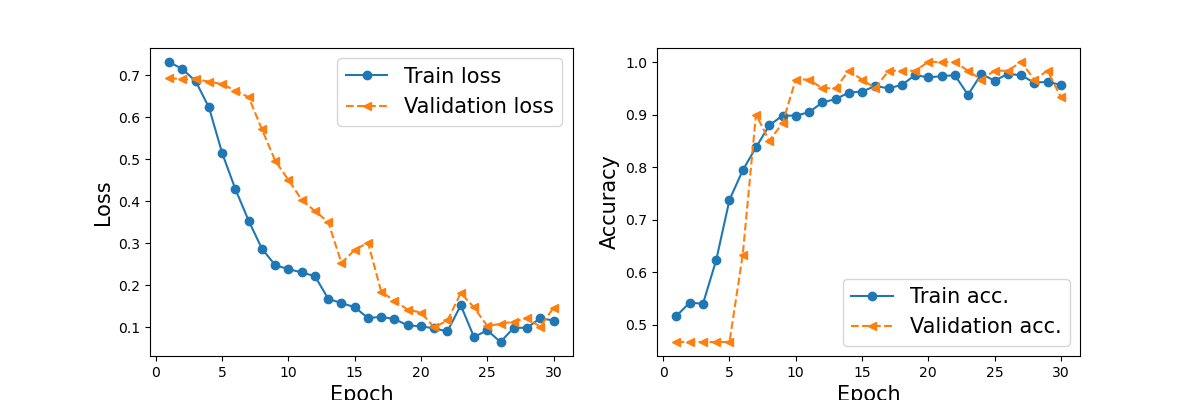 0.7
0.6
0.5
0.4
0.3
0.2
0.1
Loss
Train loss
Validation loss
0 5 10 15 20 25 30
Epoch
1.0
0.9
0.8
0.7
0.6
0.5
Accuracy
Train acc.
Validation acc.
0 5 10 15 20 25 30
Epoch